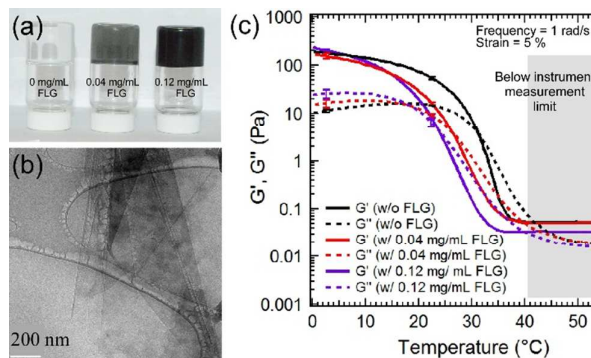 (a)
0 mg/mL
FLG
0.04 mg/mL
FLG
0.12 mg/mL
FLG
(b)
200 nm
(c)
Frequency = 1 rad/s
Strain = 5 %
Below instrument
measurement
limit
G', G'' (Pa)
1000
100
10
1
0.1
0.01
0.001
G' (w/o FLG)
G'' (w/o FLG)
G' (w/ 0.04 mg/mL FLG)
G'' (w/ 0.04 mg/mL FLG)
G' (w/ 0.12 mg/ mL FLG)
G'' (w/ 0.12 mg/mL FLG)
0 10 20 30 40 50
Temperature (°C)